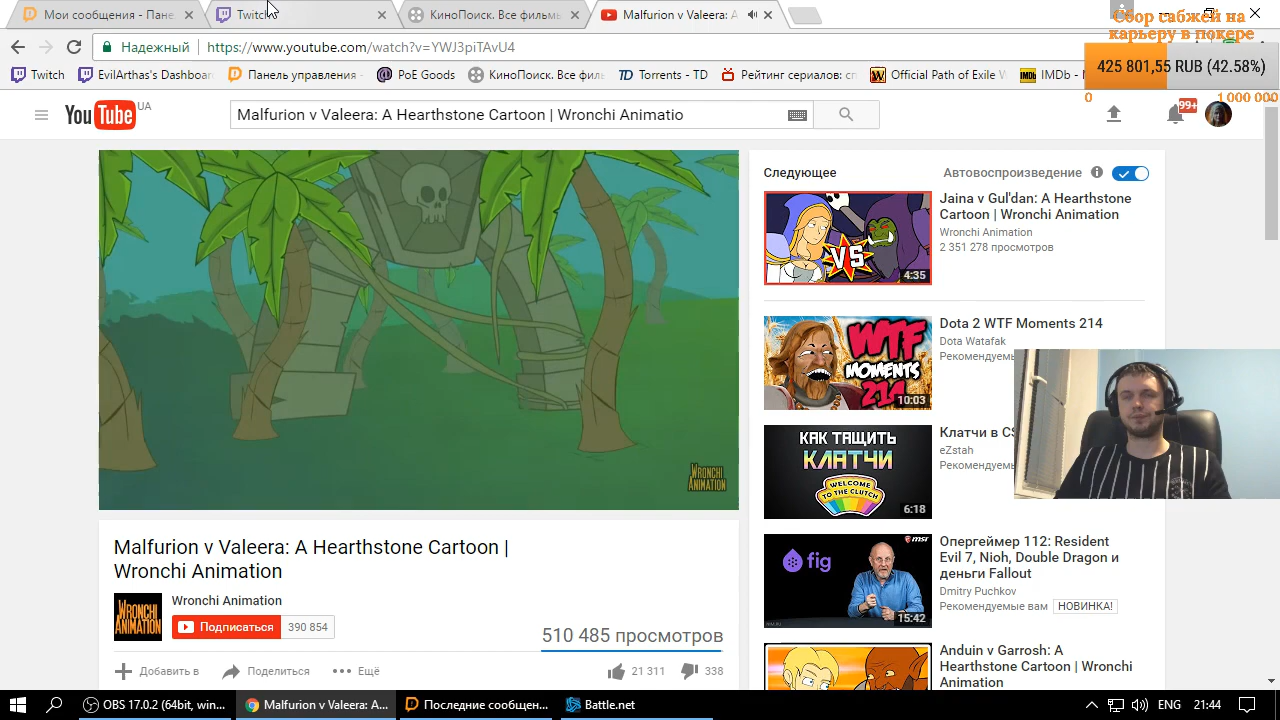 Мои сообщения - Пане
Twitch
КиноПоиск. Все фильмы
Malfurion v Valeera: A
Сбор сабжей на
карьеру в покере
Надежный
https://www.youtube.com/watch?v=YWJ3gtTAvU4
425 801,55 RUB (42.58%)
0
1 000 000
Twitch
EvilArthas's Dashboar
Панель управления -
PoE Goods
КиноПоиск. Все филь
Torrents - TD
Рейтинг сериалов: сп
Official Path of Exile W
IMDb - M
YouTube UA
Malfurion v Valeera: A Hearthstone Cartoon | Wronchi Animatio
99+
Следующее
Автовоспроизведение
Jaina v Gul'dan: A Hearthstone
Cartoon | Wronchi Animation
Wronchi Animation
2 351 278 просмотров
VS
4:35
Dota 2 WTF Moments 214
Dota Watafak
Рекомендуемы
WTF
MOMENTS
214
10:03
Клатчи в CS
eZstah
Рекомендуемы
КАК ТАЩИТЬ
КЛАТЧИ
WELCOME
TO THE CLUTCH
6:18
WRONCHI
ANIMATION
Опергеймер 112: Resident
Evil 7, Nioh, Double Dragon и
деньги Fallout
Dmitry Puchkov
Рекомендуемые вам
НОВИНКА!
fig
msi
15:42
Malfurion v Valeera: A Hearthstone Cartoon |
Wronchi Animation
WRONCHI
ANIMATION
Wronchi Animation
Подписаться
390 854
510 485 просмотров
Добавить в
Поделиться
Ещё
21 311
338
Anduin v Garrosh: A
Hearthstone Cartoon | Wronchi
Animation
OBS 17.0.2 (64bit, win...
Malfurion v Valeera: A...
Последние сообщен...
Battle.net
ENG
21:44